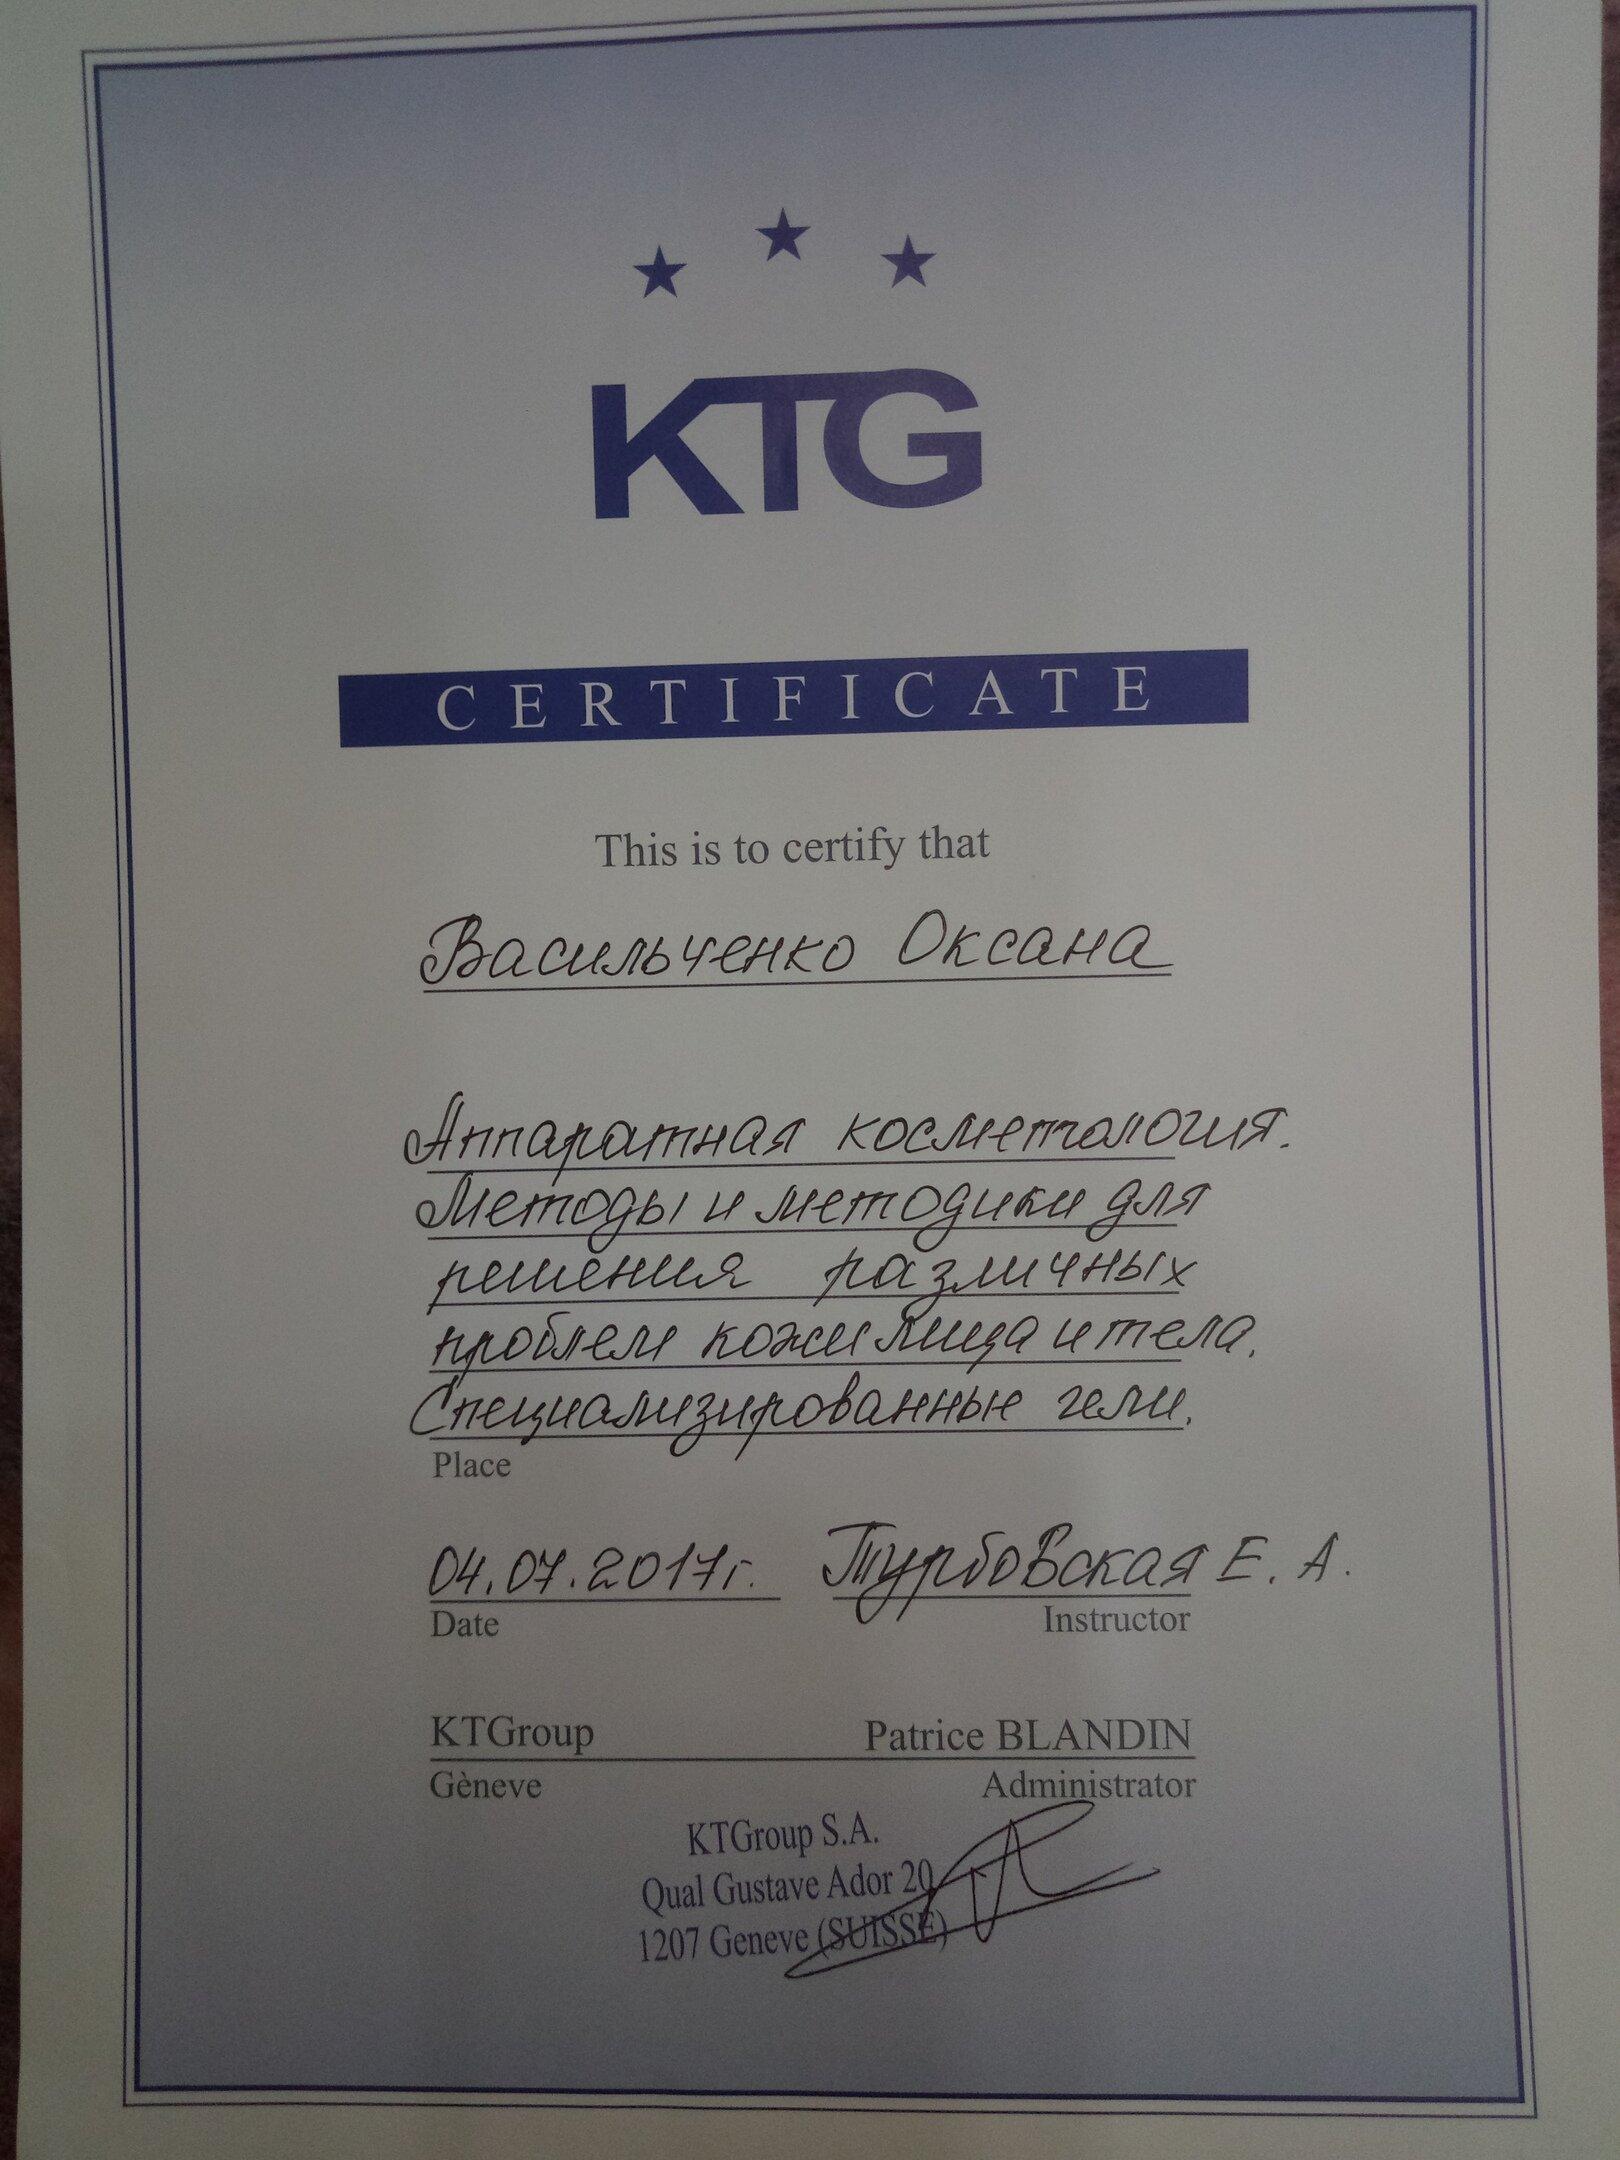 KTG
CERTIFICATE
This is to certify that
Васильченко Оксана
Аппаратная косметология.
Методы и методики для
решения различных
проблем кожи лица и тела.
Специализированные гели.
Place
04.07.2017г. Турбовская Е. А.
Date Instructor
KTGroup Patrice BLANDIN
Gèneve Administrator
KTGroup S.A.
Qual Gustave Ador 20
1207 Geneve (SUISSE)